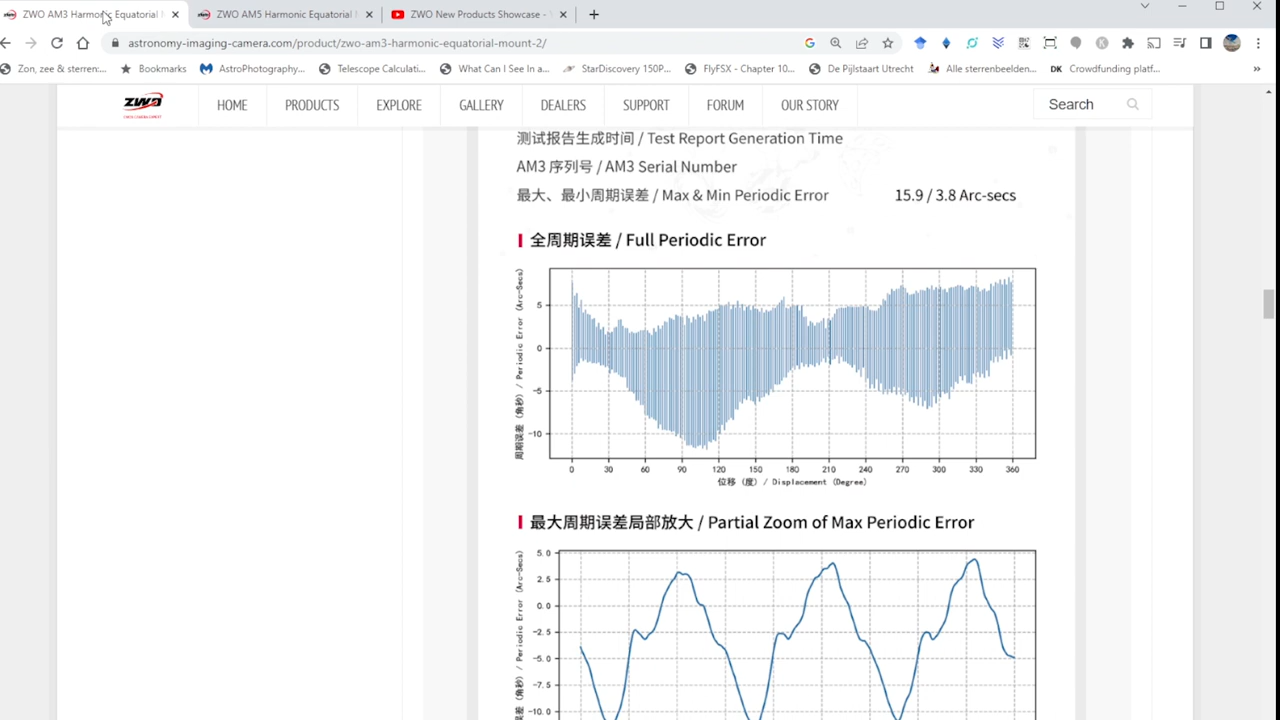 ZWO AM3 Harmonic Equatorial
ZWO AM5 Harmonic Equatorial
ZWO New Products Showcase -
astronomy-imaging-camera.com/product/zwo-am3-harmonic-equatorial-mount-2/
Zon, zee & sterren:...
Bookmarks
AstroPhotography...
Telescope Calculati...
What Can I See In a...
StarDiscovery 150P...
FlyFSX - Chapter 10...
De Pijlstaart Utrecht
Alle sterrenbeelden...
DK Crowdfunding platf...
»
ZWO
HOME
PRODUCTS
EXPLORE
GALLERY
DEALERS
SUPPORT
FORUM
OUR STORY
Search
测试报告生成时间 / Test Report Generation Time
AM3 序列号 / AM3 Serial Number
最大、最小周期误差 / Max & Min Periodic Error 15.9 / 3.8 Arc-secs
全周期误差 / Full Periodic Error
周期误差 (角秒) / Periodic Error (Arc-Secs)
5
0
-5
-10
0 30 60 90 120 150 180 210 240 270 300 330 360
位移 (度) / Displacement (Degree)
最大周期误差局部放大 / Partial Zoom of Max Periodic Error
误差 (角秒) / Periodic Error (Arc-Secs)
5.0
2.5
0.0
-2.5
-5.0
-7.5
-10.0